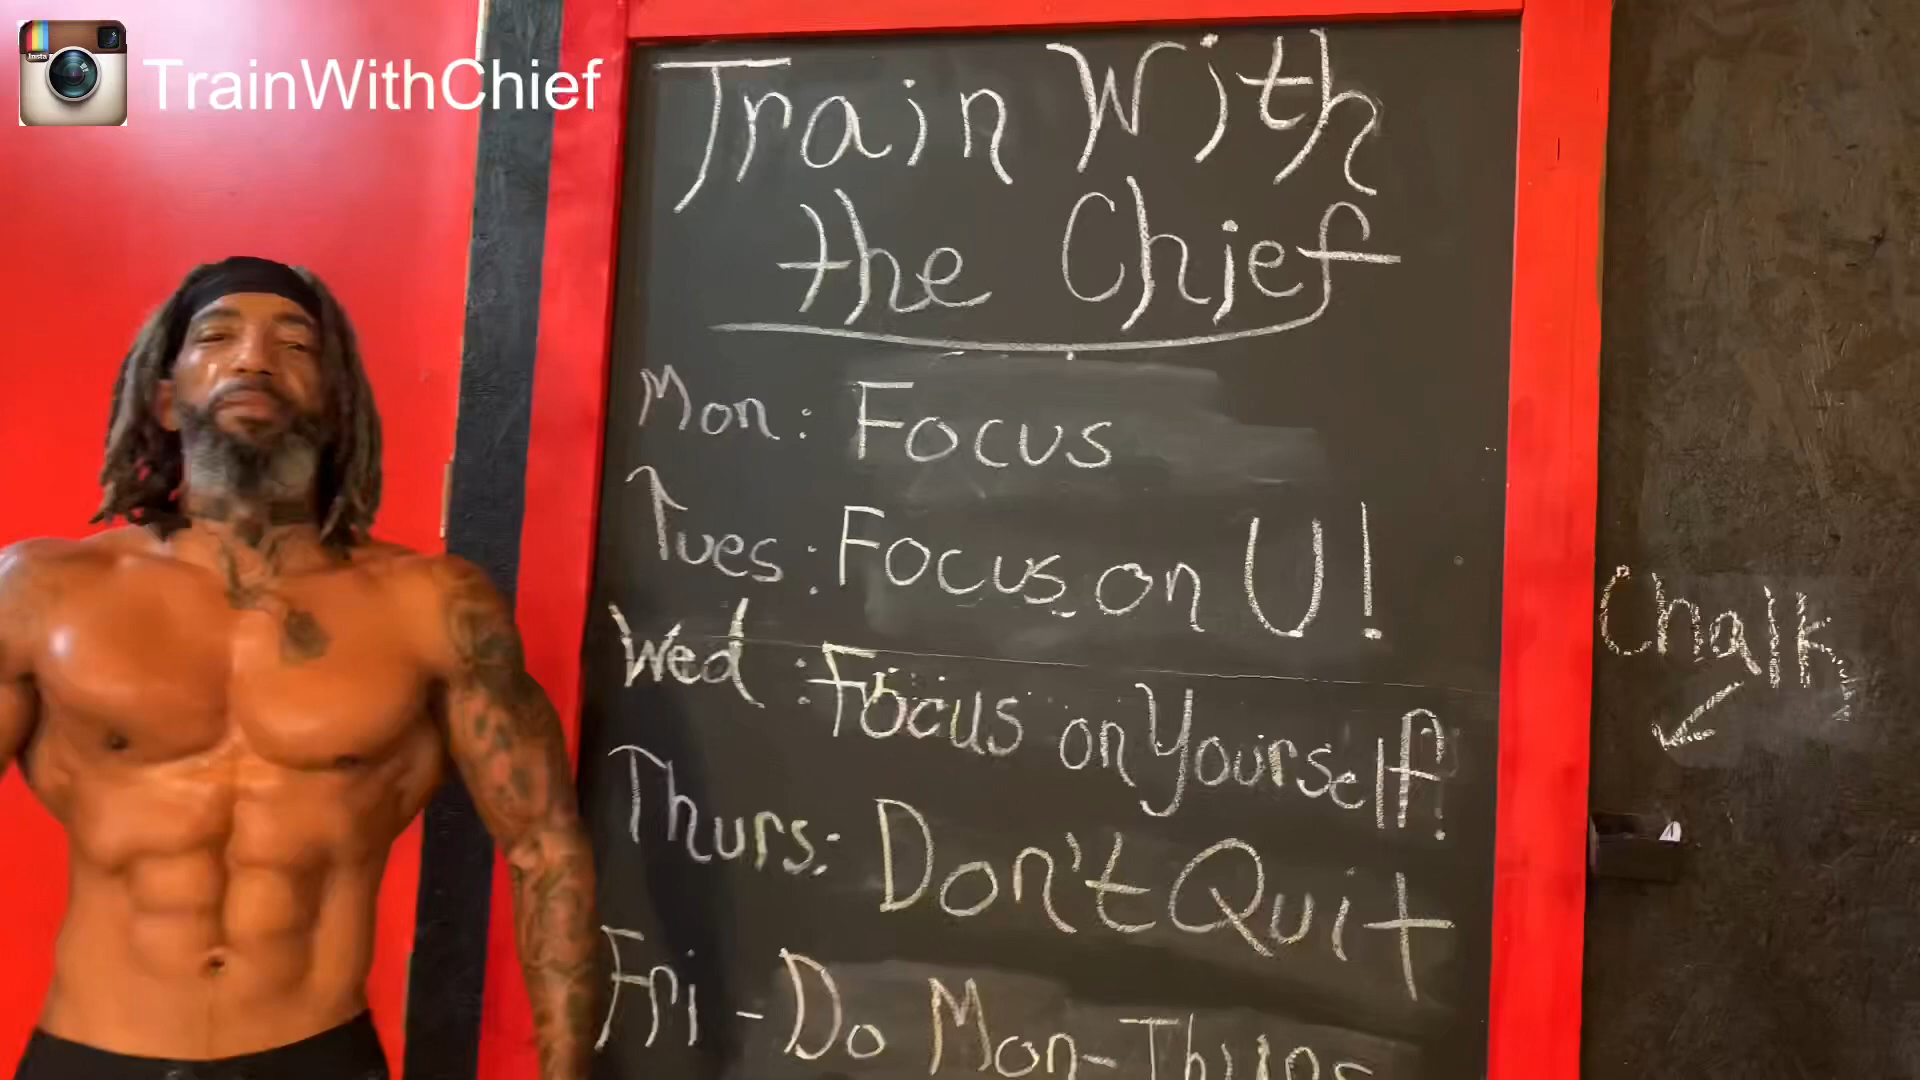 TrainWithChief
Insta
Train With
the Chief
Mon: Focus
Tues: Focus on U!
Wed: Focus on Yourself!
Thurs: Don't Quit
Fri - Do Mon-Thurs
Chalk